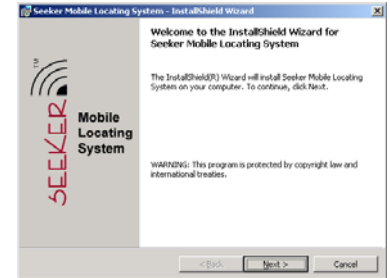 Seeker Mobile Locating System - InstallShield Wizard
Welcome to the InstallShield Wizard for
Seeker Mobile Locating System
The InstallShield(R) Wizard will install Seeker Mobile Locating
System on your computer. To continue, click Next.
WARNING: This program is protected by copyright law and
international treaties.
TM
SEEKER
Mobile
Locating
System
< Back
Next >
Cancel